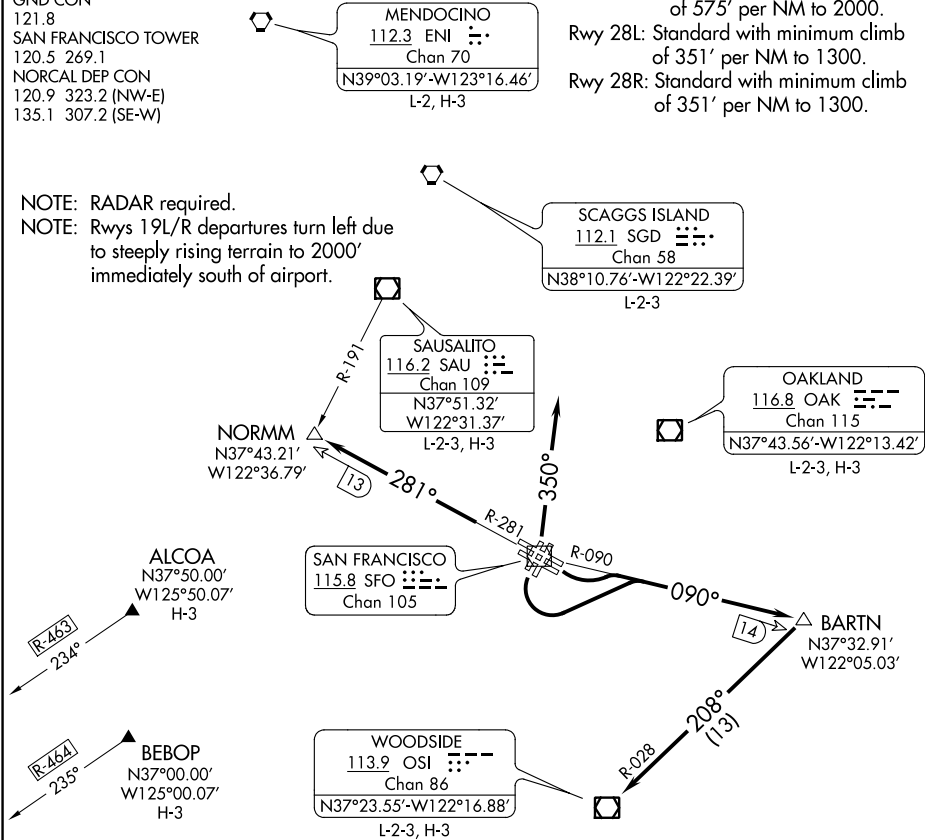 GND CON
121.8
SAN FRANCISCO TOWER
120.5 269.1
NORCAL DEP CON
120.9 323.2 (NW-E)
135.1 307.2 (SE-W)
MENDOCINO
112.3 ENI
Chan 70
N39°03.19'-W123°16.46'
L-2, H-3
of 575' per NM to 2000.
Rwy 28L: Standard with minimum climb
of 351' per NM to 1300.
Rwy 28R: Standard with minimum climb
of 351' per NM to 1300.
NOTE: RADAR required.
NOTE: Rwys 19L/R departures turn left due
to steeply rising terrain to 2000'
immediately south of airport.
SCAGGS ISLAND
112.1 SGD
Chan 58
N38°10.76'-W122°22.39'
L-2-3
R-191
SAUSALITO
116.2 SAU
Chan 109
N37°51.32'
W122°31.37'
L-2-3, H-3
OAKLAND
116.8 OAK
Chan 115
N37°43.56'-W122°13.42'
L-2-3, H-3
NORMM
N37°43.21'
W122°36.79'
13
281°
R-281
350°
SAN FRANCISCO
115.8 SFO
Chan 105
R-090
090°
14
BARTN
N37°32.91'
W122°05.03'
ALCOA
N37°50.00'
W125°50.07'
H-3
R-463
234°
BEBOP
N37°00.00'
W125°00.07'
H-3
R-464
235°
208°
(13)
R-028
WOODSIDE
113.9 OSI
Chan 86
N37°23.55'-W122°16.88'
L-2-3, H-3